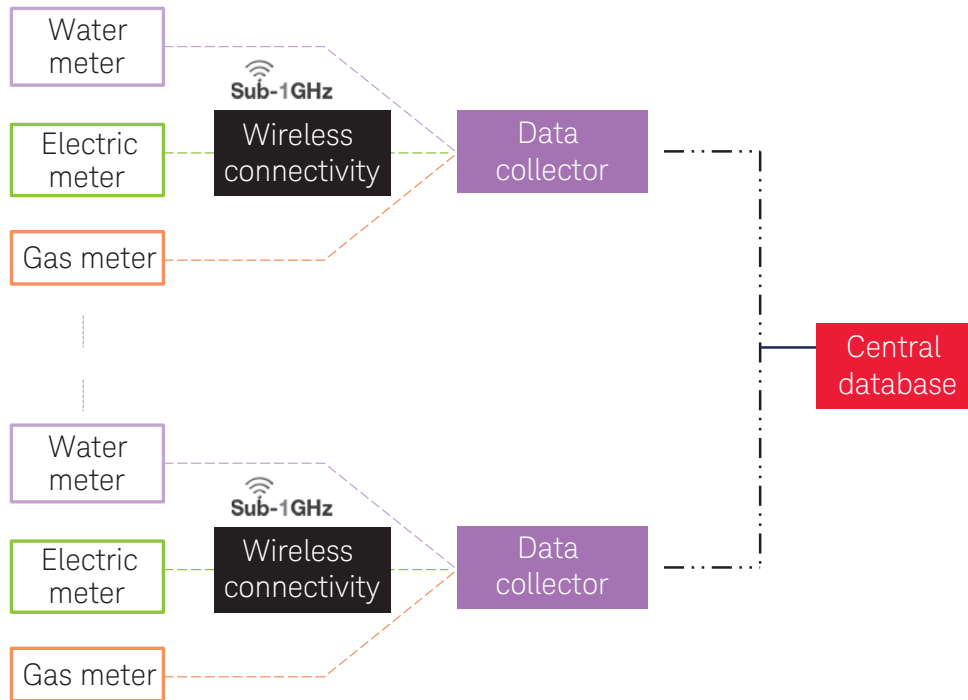 Water
meter
Sub-1GHz
Electric
meter
Wireless
connectivity
Data
collector
Gas meter
Central
database
Water
meter
Sub-1GHz
Electric
meter
Wireless
connectivity
Data
collector
Gas meter